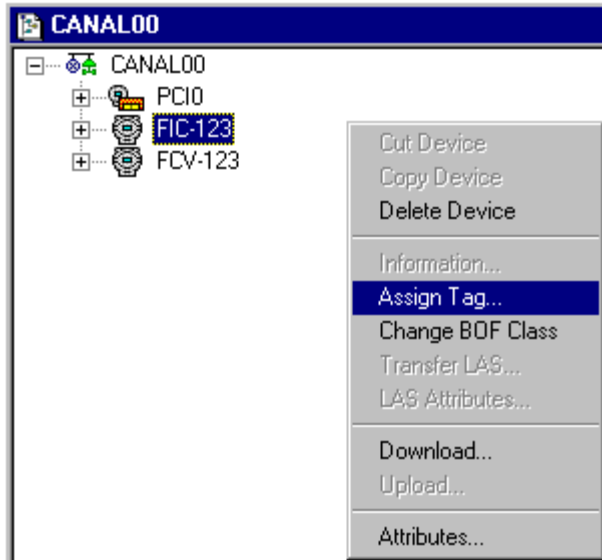 CANAL00
CANAL00
PCI0
FIC-123
FCV-123
Cut Device
Copy Device
Delete Device
Information...
Assign Tag...
Change BOF Class
Transfer LAS...
LAS Attributes...
Download...
Upload...
Attributes...